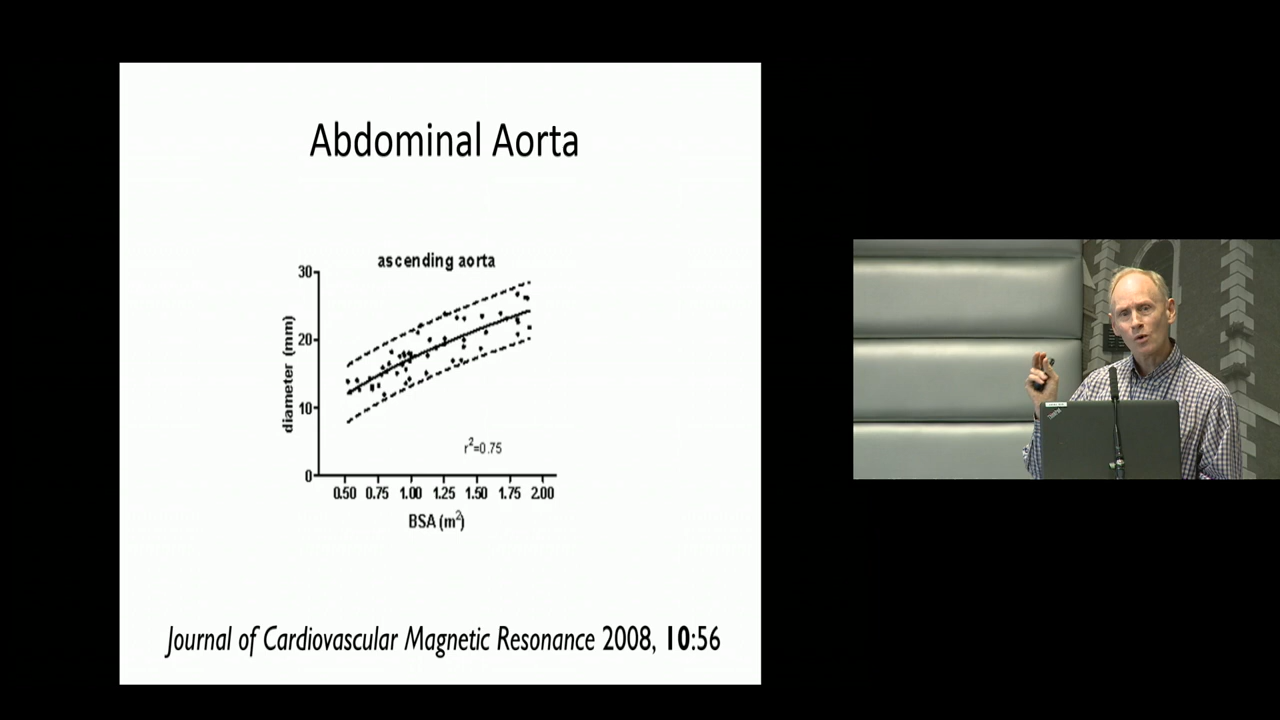 Abdominal Aorta
ascending aorta
30
20
10
0
diameter (mm)
r²=0.75
0.50 0.75 1.00 1.25 1.50 1.75 2.00
BSA (m²)
Journal of Cardiovascular Magnetic Resonance 2008, 10:56